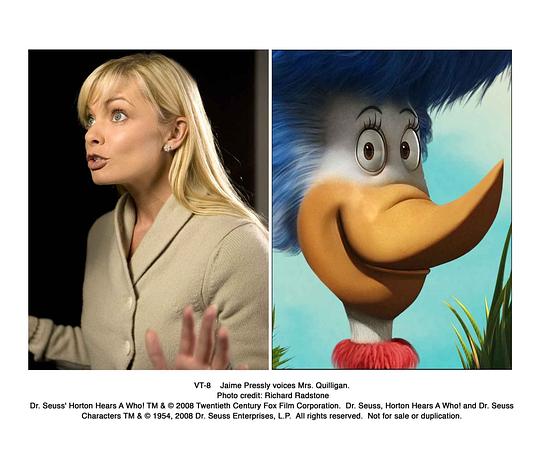 VT-8 Jaime Pressly voices Mrs. Quilligan.
Photo credit: Richard Radstone
Dr. Seuss' Horton Hears A Who! TM & © 2008 Twentieth Century Fox Film Corporation. Dr. Seuss, Horton Hears A Who! and Dr. Seuss
Characters TM & © 1954, 2008 Dr. Seuss Enterprises, L.P. All rights reserved. Not for sale or duplication.